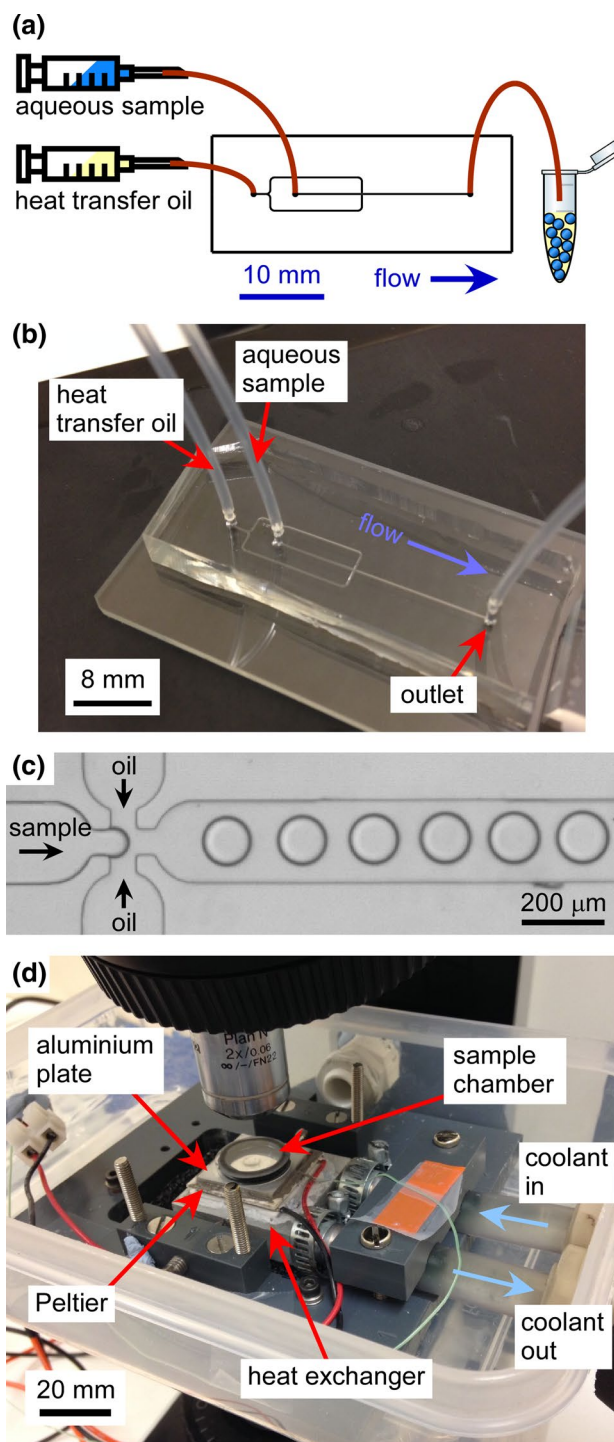 (a)
aqueous sample
heat transfer oil
10 mm
flow
(b)
aqueous
sample
heat
transfer oil
flow
8 mm
outlet
(c)
oil
sample
oil
200 μm
(d)
Plan N
2x/0.06
∞/-/FN22
aluminium
plate
sample
chamber
coolant
in
Peltier
coolant
out
heat exchanger
20 mm